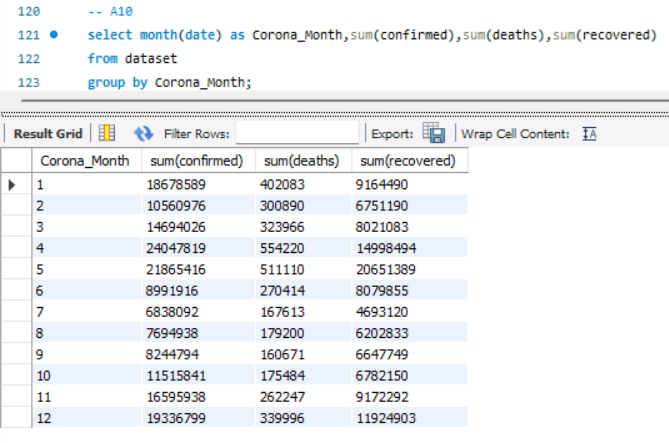 120 -- A10
121 select month(date) as Corona_Month,sum(confirmed),sum(deaths),sum(recovered)
122 from dataset
123 group by Corona_Month;
Result Grid Filter Rows: Export: Wrap Cell Content:
Corona_Month sum(confirmed) sum(deaths) sum(recovered)
1 18678589 402083 9164490
2 10560976 300890 6751190
3 14694026 323966 8021083
4 24047819 554220 14998494
5 21865416 511110 20651389
6 8991916 270414 8079855
7 6838092 167613 4693120
8 7694938 179200 6202833
9 8244794 160671 6647749
10 11515841 175484 6782150
11 16595938 262247 9172292
12 19336799 339996 11924903